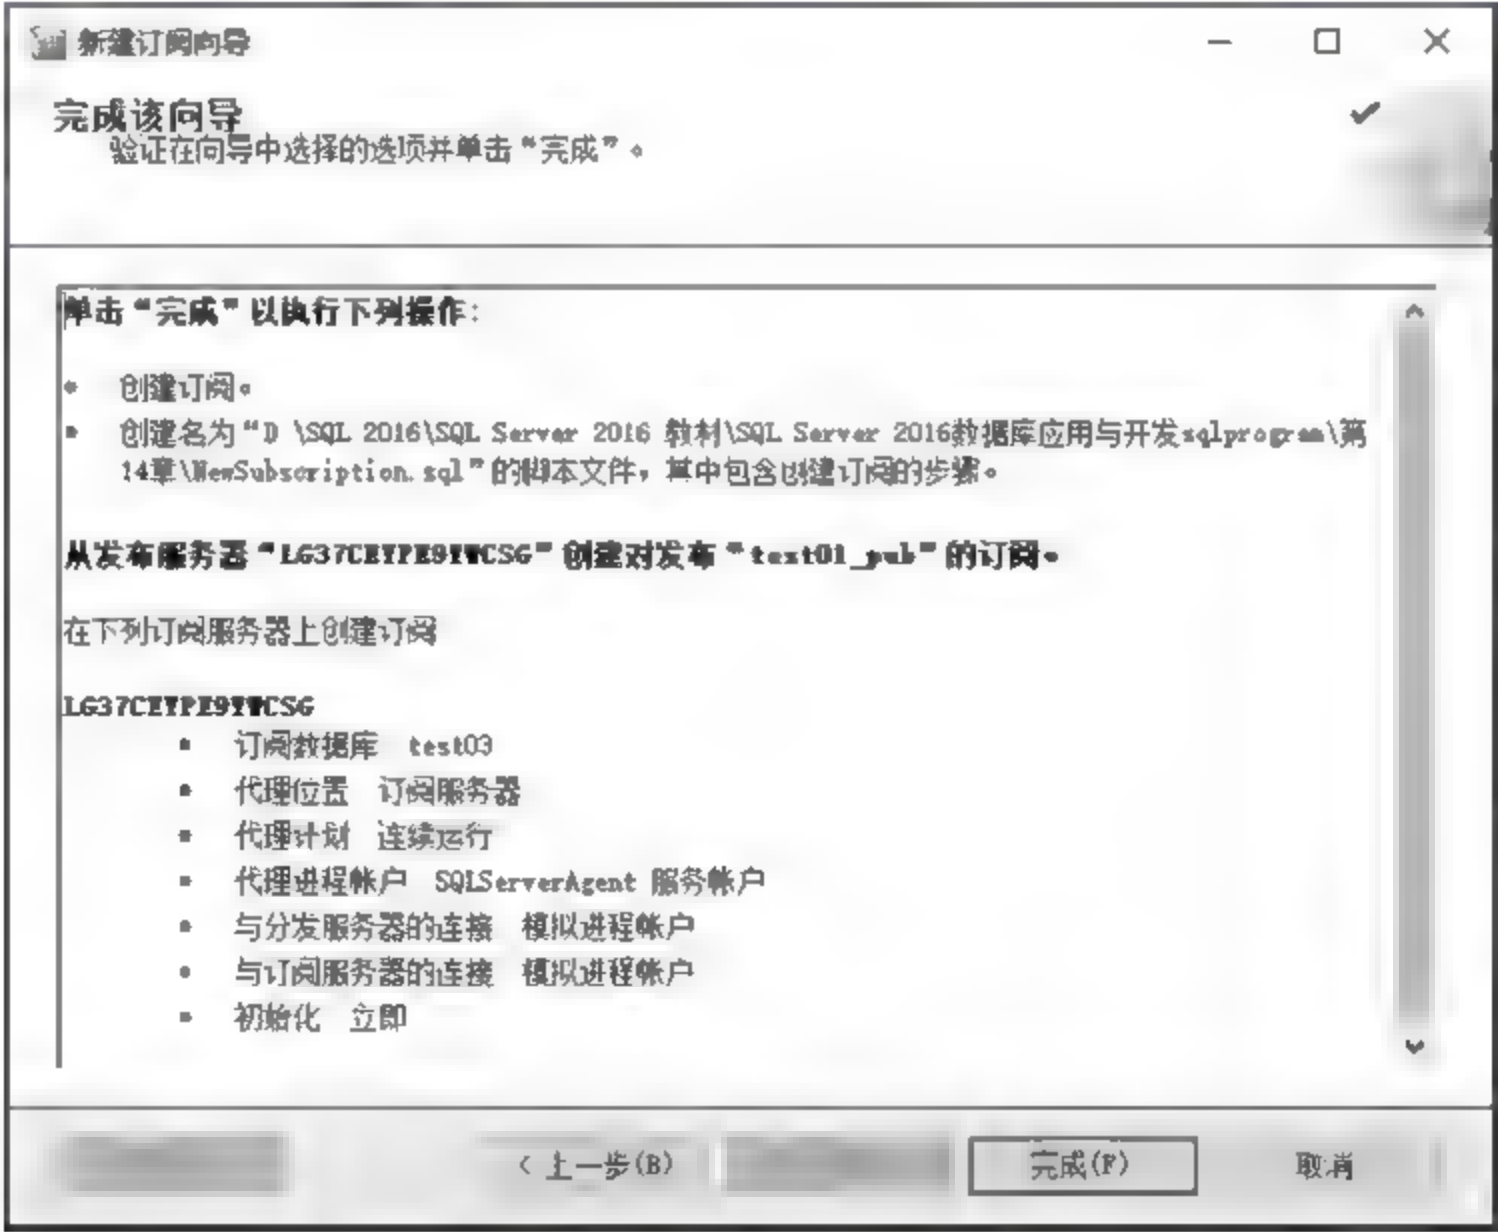 新建订阅向导
完成该向导
验证在向导中选择的选项并单击“完成”。
单击“完成”以执行下列操作:
• 创建订阅。
• 创建名为“D \SQL 2016\SQL Server 2016 教材\SQL Server 2016数据库应用与开发sqlprogram\第
14章\NewSubscription.sql”的脚本文件，其中包含创建订阅的步骤。
从发布服务器“LG37CEYPE9YWCSG”创建对发布“test01_pub”的订阅。
在下列订阅服务器上创建订阅
LG37CEYPE9YWCSG
• 订阅数据库 test03
• 代理位置 订阅服务器
• 代理计划 连续运行
• 代理进程帐户 SQLServerAgent 服务帐户
• 与分发服务器的连接 模拟进程帐户
• 与订阅服务器的连接 模拟进程帐户
• 初始化 立即
< 上一步(B) 完成(F) 取消